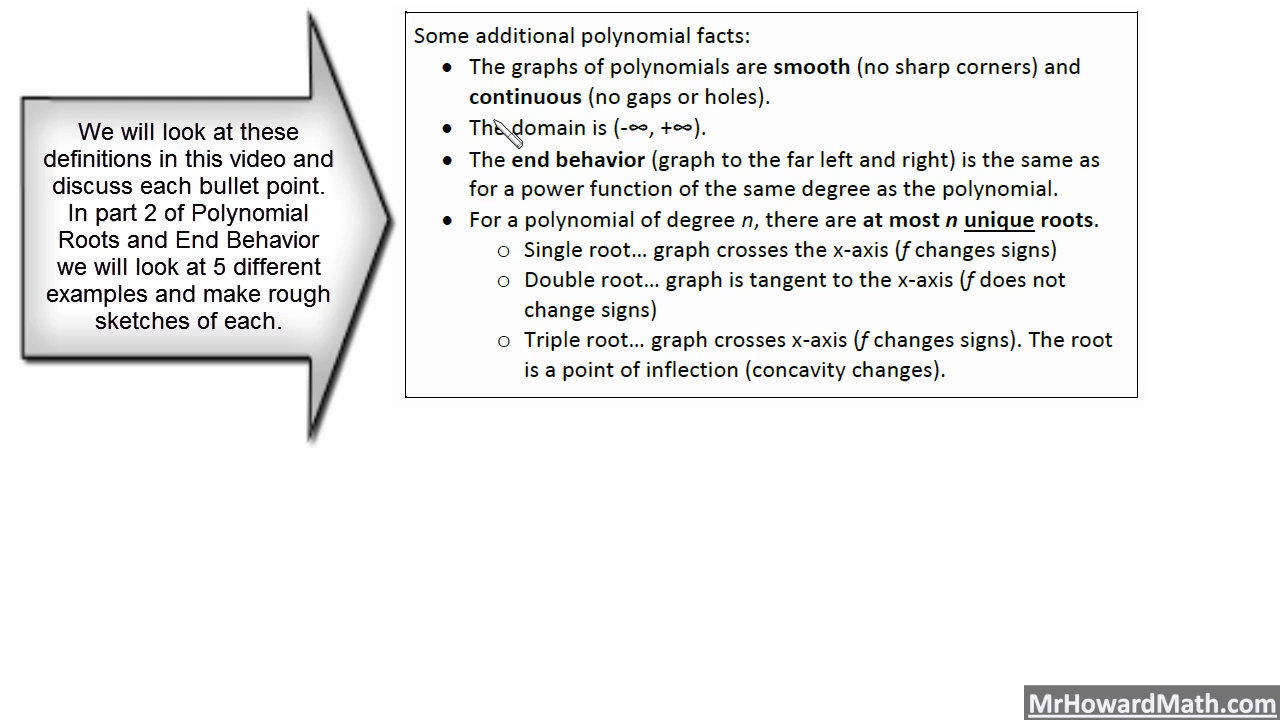 We will look at these
definitions in this video and
discuss each bullet point.
In part 2 of Polynomial
Roots and End Behavior
we will look at 5 different
examples and make rough
sketches of each.
Some additional polynomial facts:
• The graphs of polynomials are smooth (no sharp corners) and
continuous (no gaps or holes).
• The domain is (-∞, +∞).
• The end behavior (graph to the far left and right) is the same as
for a power function of the same degree as the polynomial.
• For a polynomial of degree n, there are at most n unique roots.
o Single root... graph crosses the x-axis (f changes signs)
o Double root... graph is tangent to the x-axis (f does not
change signs)
o Triple root... graph crosses x-axis (f changes signs). The root
is a point of inflection (concavity changes).
MrHowardMath.com